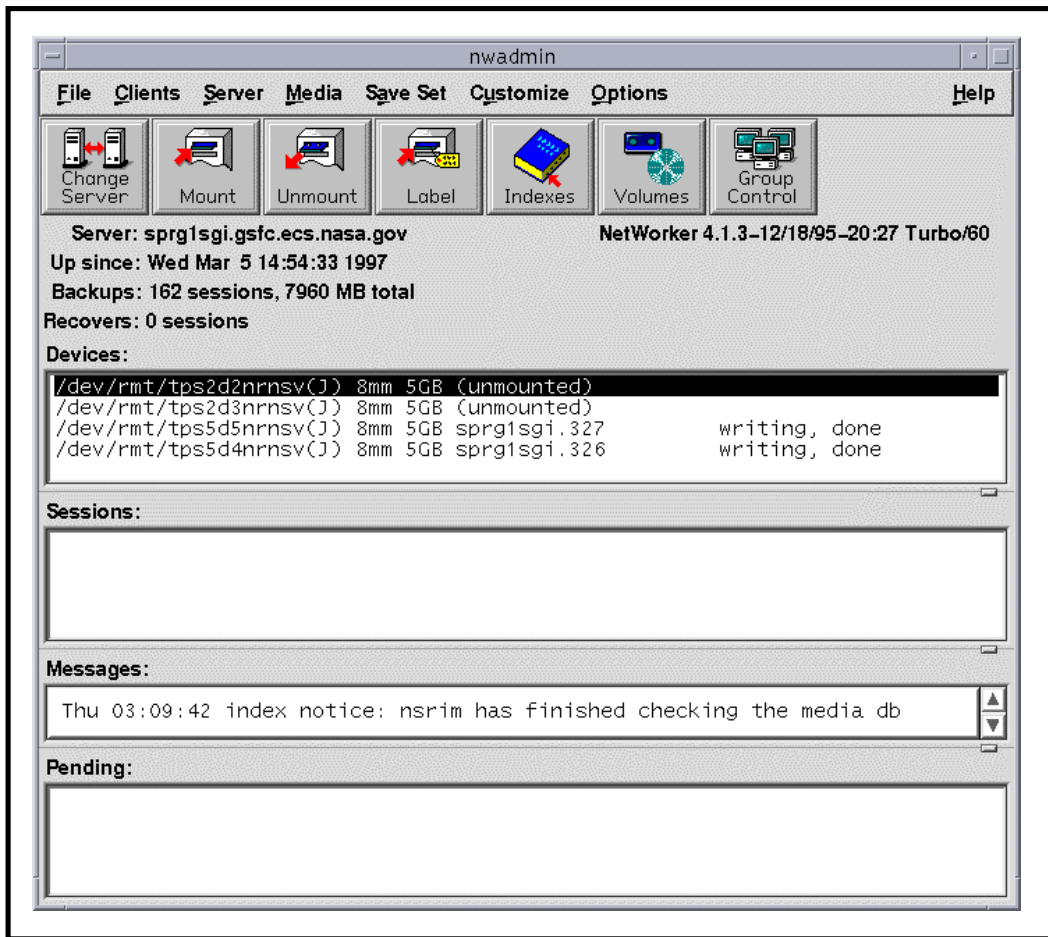 nwadmin
File Clients Server Media Save Set Customize Options Help
Change Server Mount Unmount Label Indexes Volumes Group Control
Server: sprg1sgi.gsfc.ecs.nasa.gov NetWorker 4.1.3–12/18/95–20:27 Turbo/60
Up since: Wed Mar 5 14:54:33 1997
Backups: 162 sessions, 7960 MB total
Recovers: 0 sessions
Devices:
/dev/rmt/tps2d2nrnsv(J) 8mm 5GB (unmounted)
/dev/rmt/tps2d3nrnsv(J) 8mm 5GB (unmounted)
/dev/rmt/tps5d5nrnsv(J) 8mm 5GB sprg1sgi.327 writing, done
/dev/rmt/tps5d4nrnsv(J) 8mm 5GB sprg1sgi.326 writing, done
Sessions:
Messages:
Thu 03:09:42 index notice: nsrim has finished checking the media db
Pending: